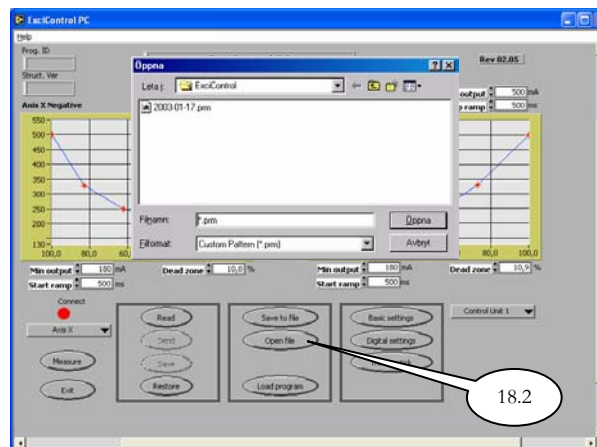 ExciControl PC
Help
Prog. ID
Struct. Ver
Rev 02.05
Öppna
Leta i: ExciControl
2003-01-17.prm
Filnamn: *.prm Öppna
Filformat: Custom Pattern (*.prm) Avbryt
Axis X Negative
output 500 mA
ramp 500 ms
550
500
450
400
350
300
250
200
130
100,0 80,0 60,
80,0 100,0
Min output 180 mA Dead zone 10,0 % Min output 180 mA Dead zone 10,9 %
Start ramp 500 ms Start ramp 500 ms
Connect
Axis X
Measure
Exit
Read
Send
Save
Restore
Save to file
Open file
Load program
Basic settings
Digital settings
Control Unit 1
18.2